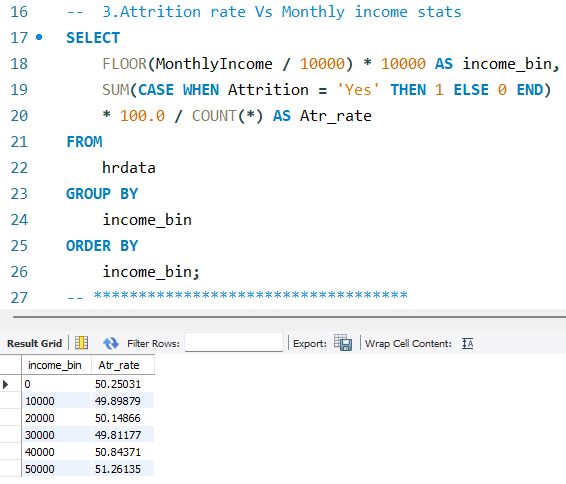 16 -- 3.Attrition rate Vs Monthly income stats
17 SELECT
18 FLOOR(MonthlyIncome / 10000) * 10000 AS income_bin,
19 SUM(CASE WHEN Attrition = 'Yes' THEN 1 ELSE 0 END)
20 * 100.0 / COUNT(*) AS Atr_rate
21 FROM
22 hrdata
23 GROUP BY
24 income_bin
25 ORDER BY
26 income_bin;
27 -- ***********************************
Result Grid Filter Rows: Export: Wrap Cell Content: IA
income_bin Atr_rate
0 50.25031
10000 49.89879
20000 50.14866
30000 49.81177
40000 50.84371
50000 51.26135